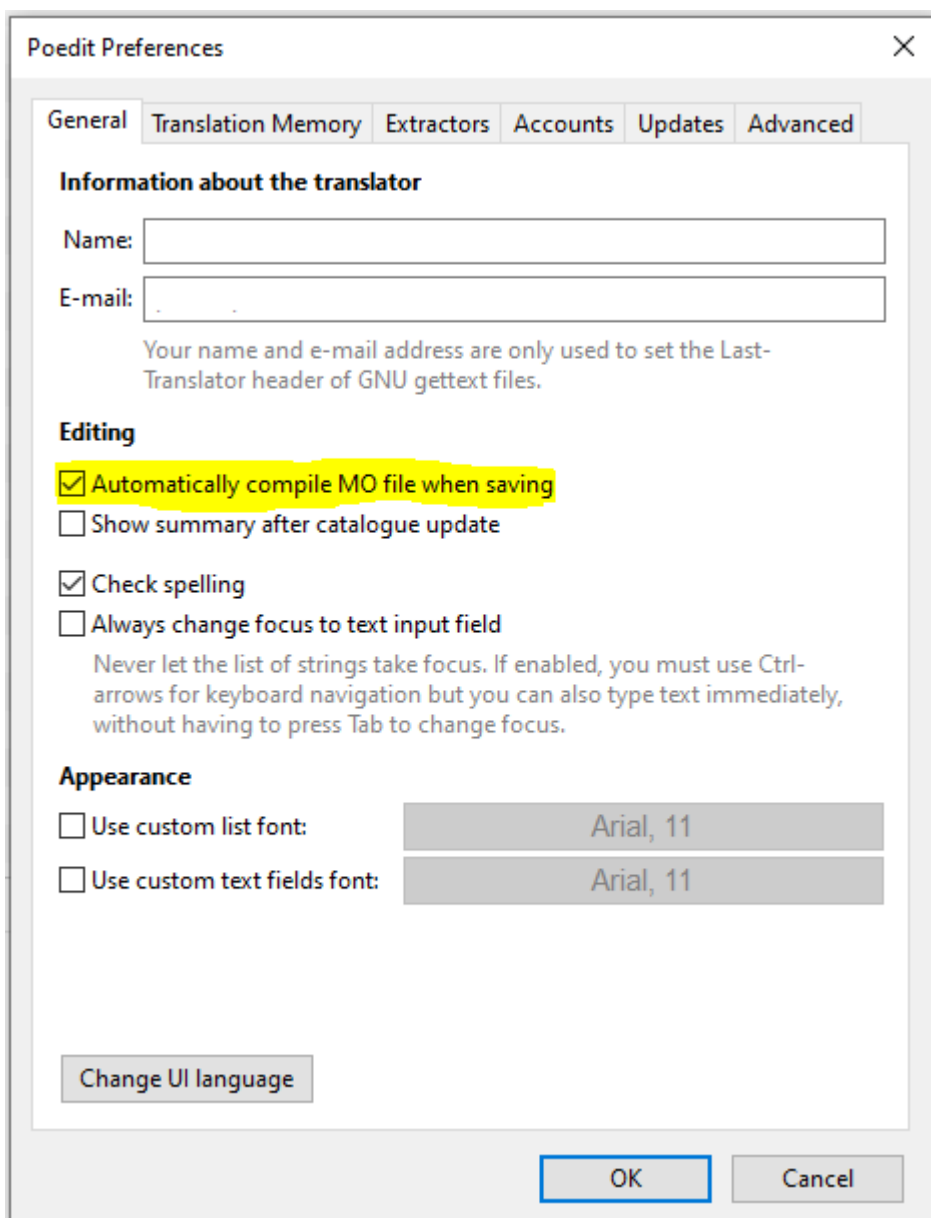 Poedit Preferences
General Translation Memory Extractors Accounts Updates Advanced
Information about the translator
Name:
E-mail:
Your name and e-mail address are only used to set the Last-
Translator header of GNU gettext files.
Editing
Automatically compile MO file when saving
Show summary after catalogue update
Check spelling
Always change focus to text input field
Never let the list of strings take focus. If enabled, you must use Ctrl-
arrows for keyboard navigation but you can also type text immediately,
without having to press Tab to change focus.
Appearance
Use custom list font: Arial, 11
Use custom text fields font: Arial, 11
Change UI language
OK Cancel